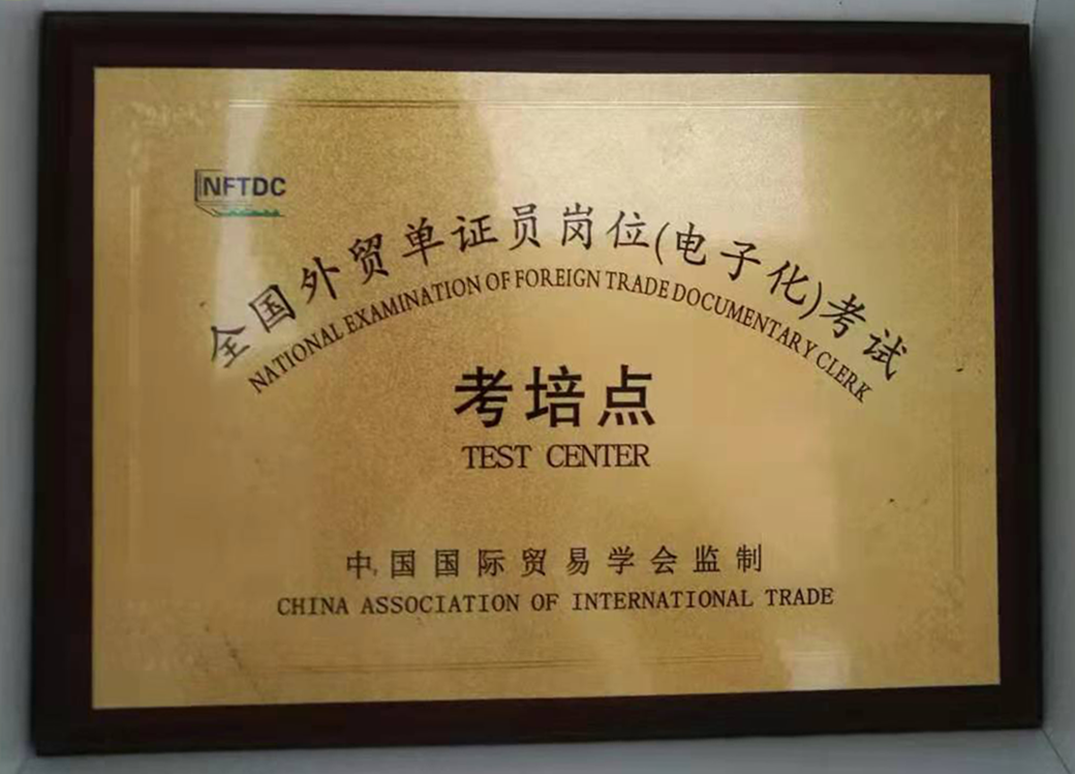 NFTDC
全国外贸单证员岗位(电子化)考试
NATIONAL EXAMINATION OF FOREIGN TRADE DOCUMENTARY CLERK
考培点
TEST CENTER
中国国际贸易学会监制
CHINA ASSOCIATION OF INTERNATIONAL TRADE